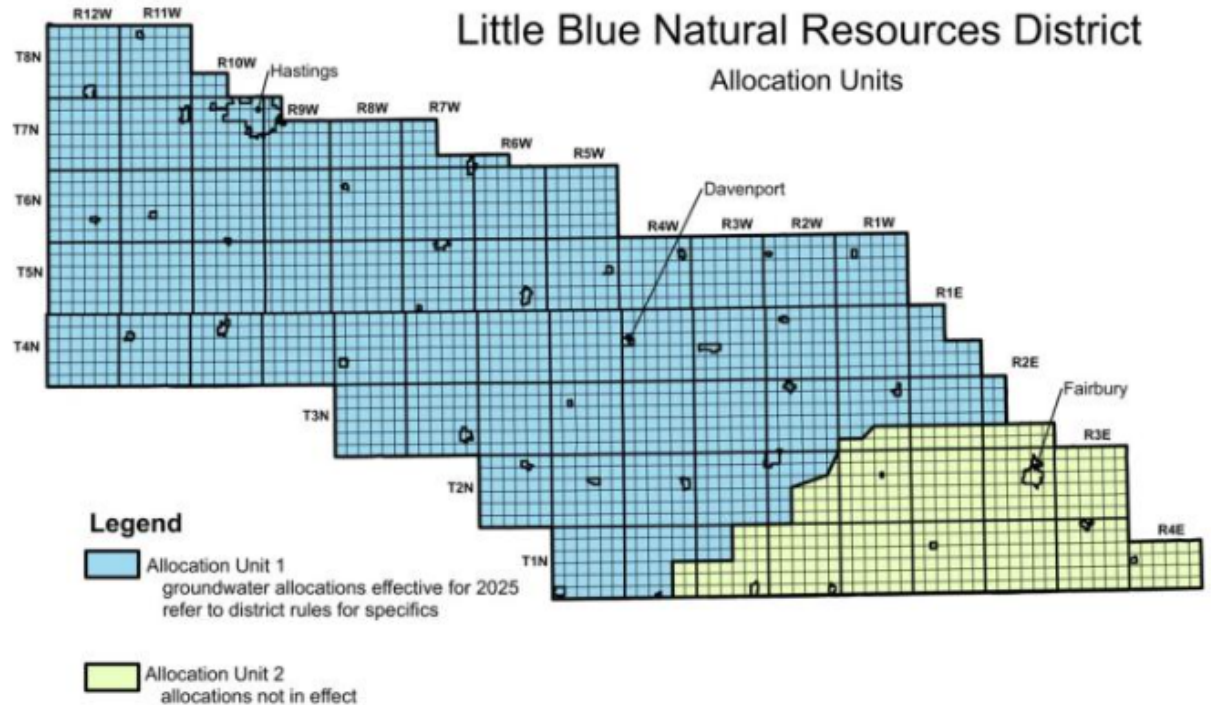 Little Blue Natural Resources District
Allocation Units
R12W
R11W
T8N
R10W
Hastings
R9W
R8W
R7W
T7N
R6W
R5W
T6N
Davenport
R4W
R3W
R2W
R1W
T5N
R1E
T4N
R2E
T3N
Fairbury
R3E
T2N
T1N
R4E
Legend
Allocation Unit 1
groundwater allocations effective for 2025
refer to district rules for specifics
Allocation Unit 2
allocations not in effect